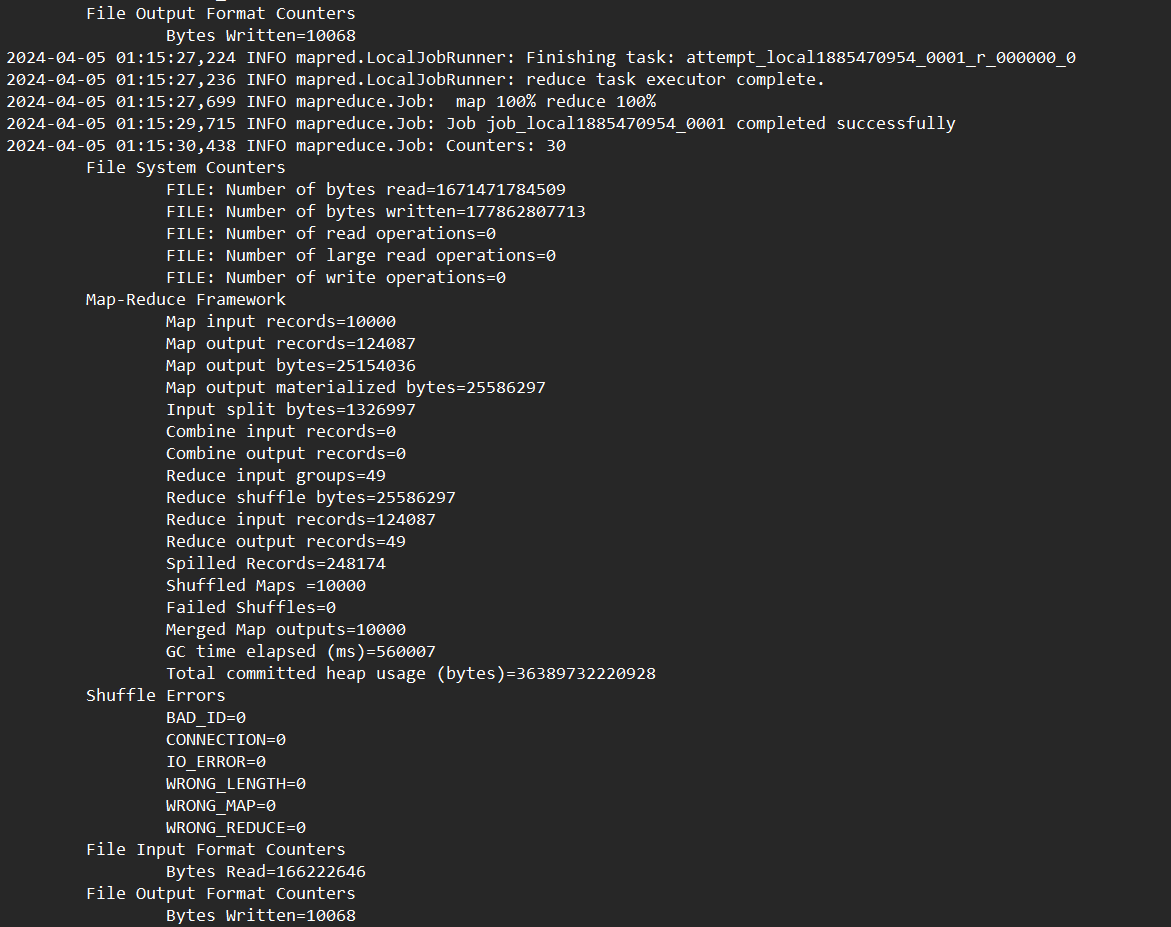 File Output Format Counters
Bytes Written=10068
2024-04-05 01:15:27,224 INFO mapred.LocalJobRunner: Finishing task: attempt_local1885470954_0001_r_000000_0
2024-04-05 01:15:27,236 INFO mapred.LocalJobRunner: reduce task executor complete.
2024-04-05 01:15:27,699 INFO mapreduce.Job:  map 100% reduce 100%
2024-04-05 01:15:29,715 INFO mapreduce.Job: Job job_local1885470954_0001 completed successfully
2024-04-05 01:15:30,438 INFO mapreduce.Job: Counters: 30
File System Counters
FILE: Number of bytes read=1671471784509
FILE: Number of bytes written=177862807713
FILE: Number of read operations=0
FILE: Number of large read operations=0
FILE: Number of write operations=0
Map-Reduce Framework
Map input records=10000
Map output records=124087
Map output bytes=25154036
Map output materialized bytes=25586297
Input split bytes=1326997
Combine input records=0
Combine output records=0
Reduce input groups=49
Reduce shuffle bytes=25586297
Reduce input records=124087
Reduce output records=49
Spilled Records=248174
Shuffled Maps =10000
Failed Shuffles=0
Merged Map outputs=10000
GC time elapsed (ms)=560007
Total committed heap usage (bytes)=36389732220928
Shuffle Errors
BAD_ID=0
CONNECTION=0
IO_ERROR=0
WRONG_LENGTH=0
WRONG_MAP=0
WRONG_REDUCE=0
File Input Format Counters
Bytes Read=166222646
File Output Format Counters
Bytes Written=10068